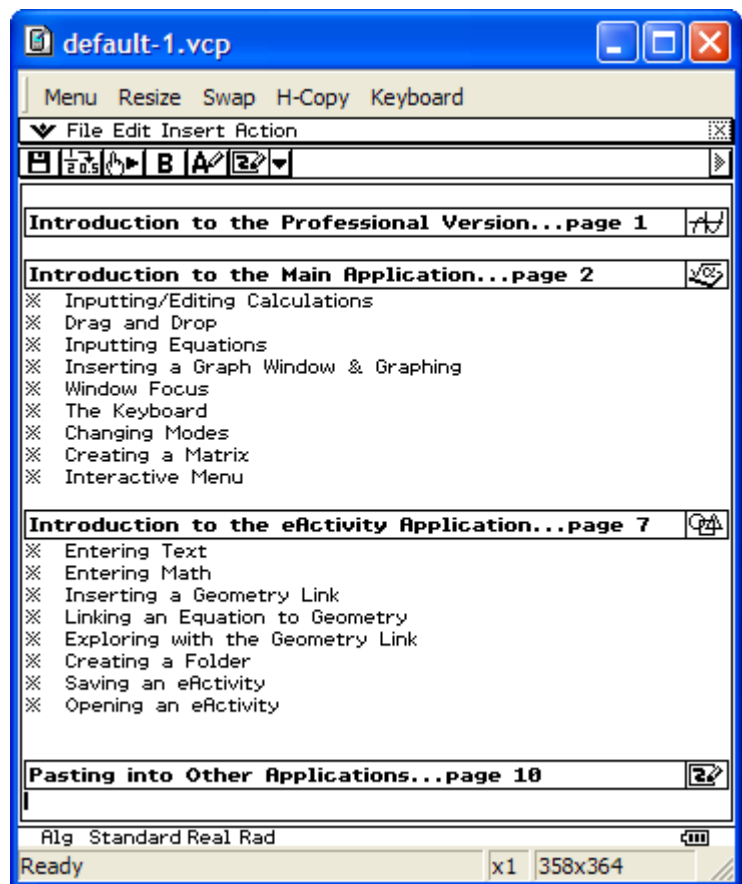 default-1.vcp
Menu Resize Swap H-Copy Keyboard
File Edit Insert Action
B
Introduction to the Professional Version...page 1
Introduction to the Main Application...page 2
※ Inputting/Editing Calculations
※ Drag and Drop
※ Inputting Equations
※ Inserting a Graph Window & Graphing
※ Window Focus
※ The Keyboard
※ Changing Modes
※ Creating a Matrix
※ Interactive Menu
Introduction to the eActivity Application...page 7
※ Entering Text
※ Entering Math
※ Inserting a Geometry Link
※ Linking an Equation to Geometry
※ Exploring with the Geometry Link
※ Creating a Folder
※ Saving an eActivity
※ Opening an eActivity
Pasting into Other Applications...page 10
Alg Standard Real Rad
Ready x1 358x364